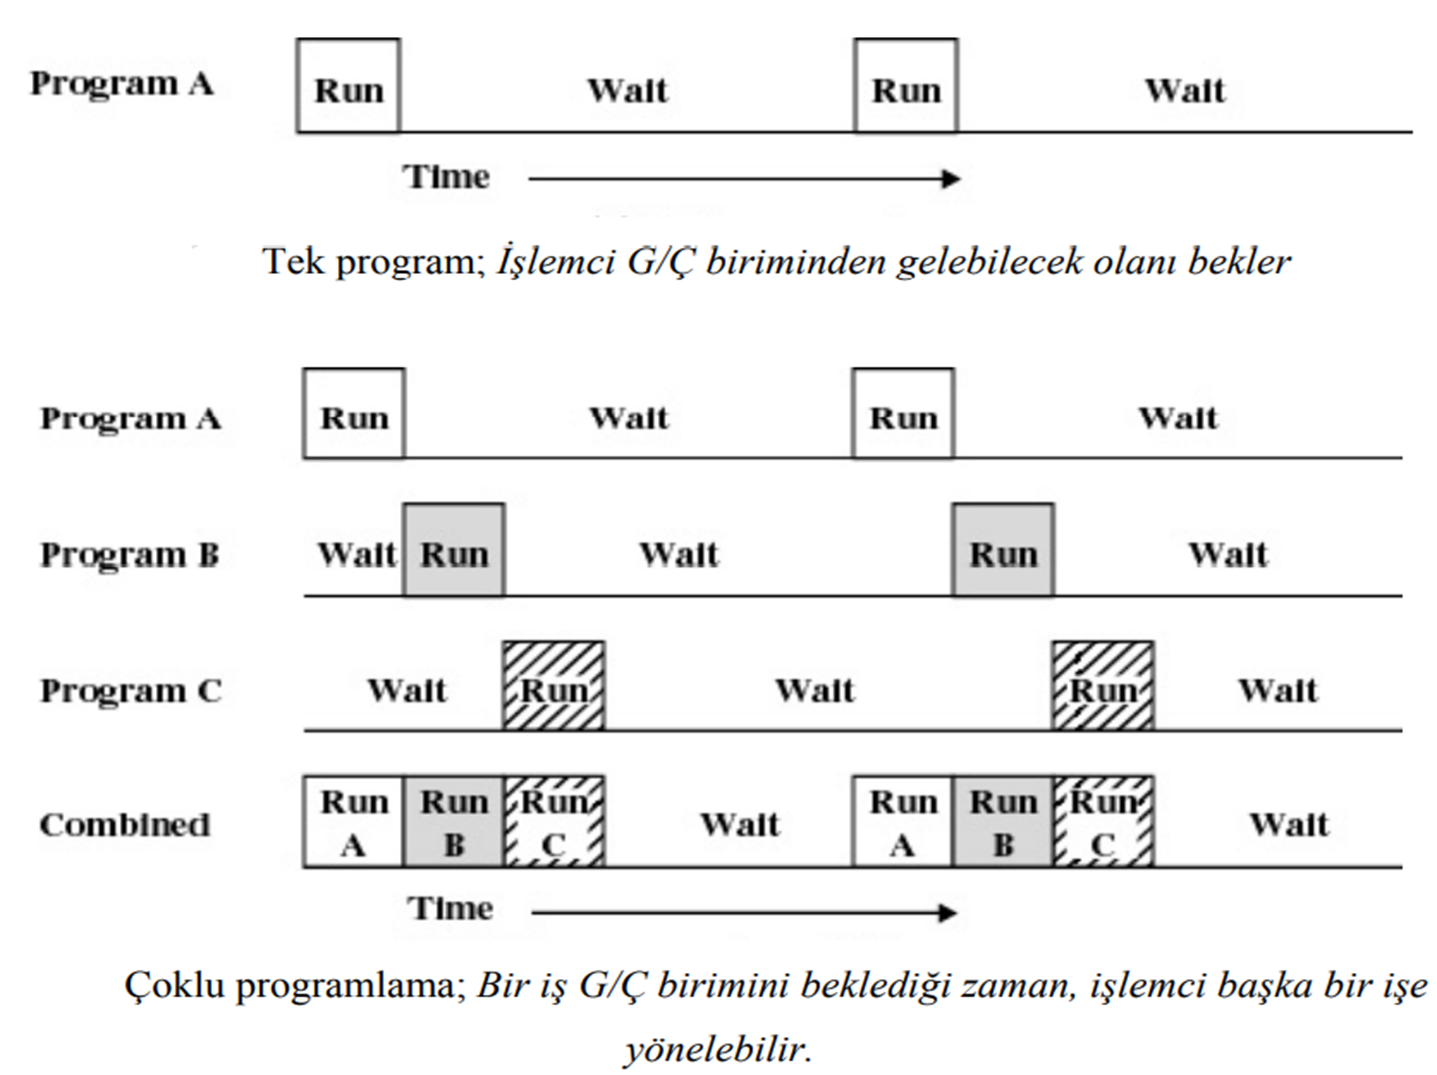 Program A Run Wait Run Wait
Time
Tek program; İşlemci G/Ç biriminden gelebilecek olanı bekler
Program A Run Wait Run Wait
Program B Wait Run Wait Run Wait
Program C Wait Run Wait Run Wait
Combined Run A Run B Run C Wait Run A Run B Run C Wait
Time
Çoklu programlama; Bir iş G/Ç birimini beklediği zaman, işlemci başka bir işe
yönelebilir.